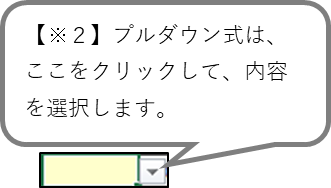 【※２】プルダウン式は、
ここをクリックして、内容
を選択します。